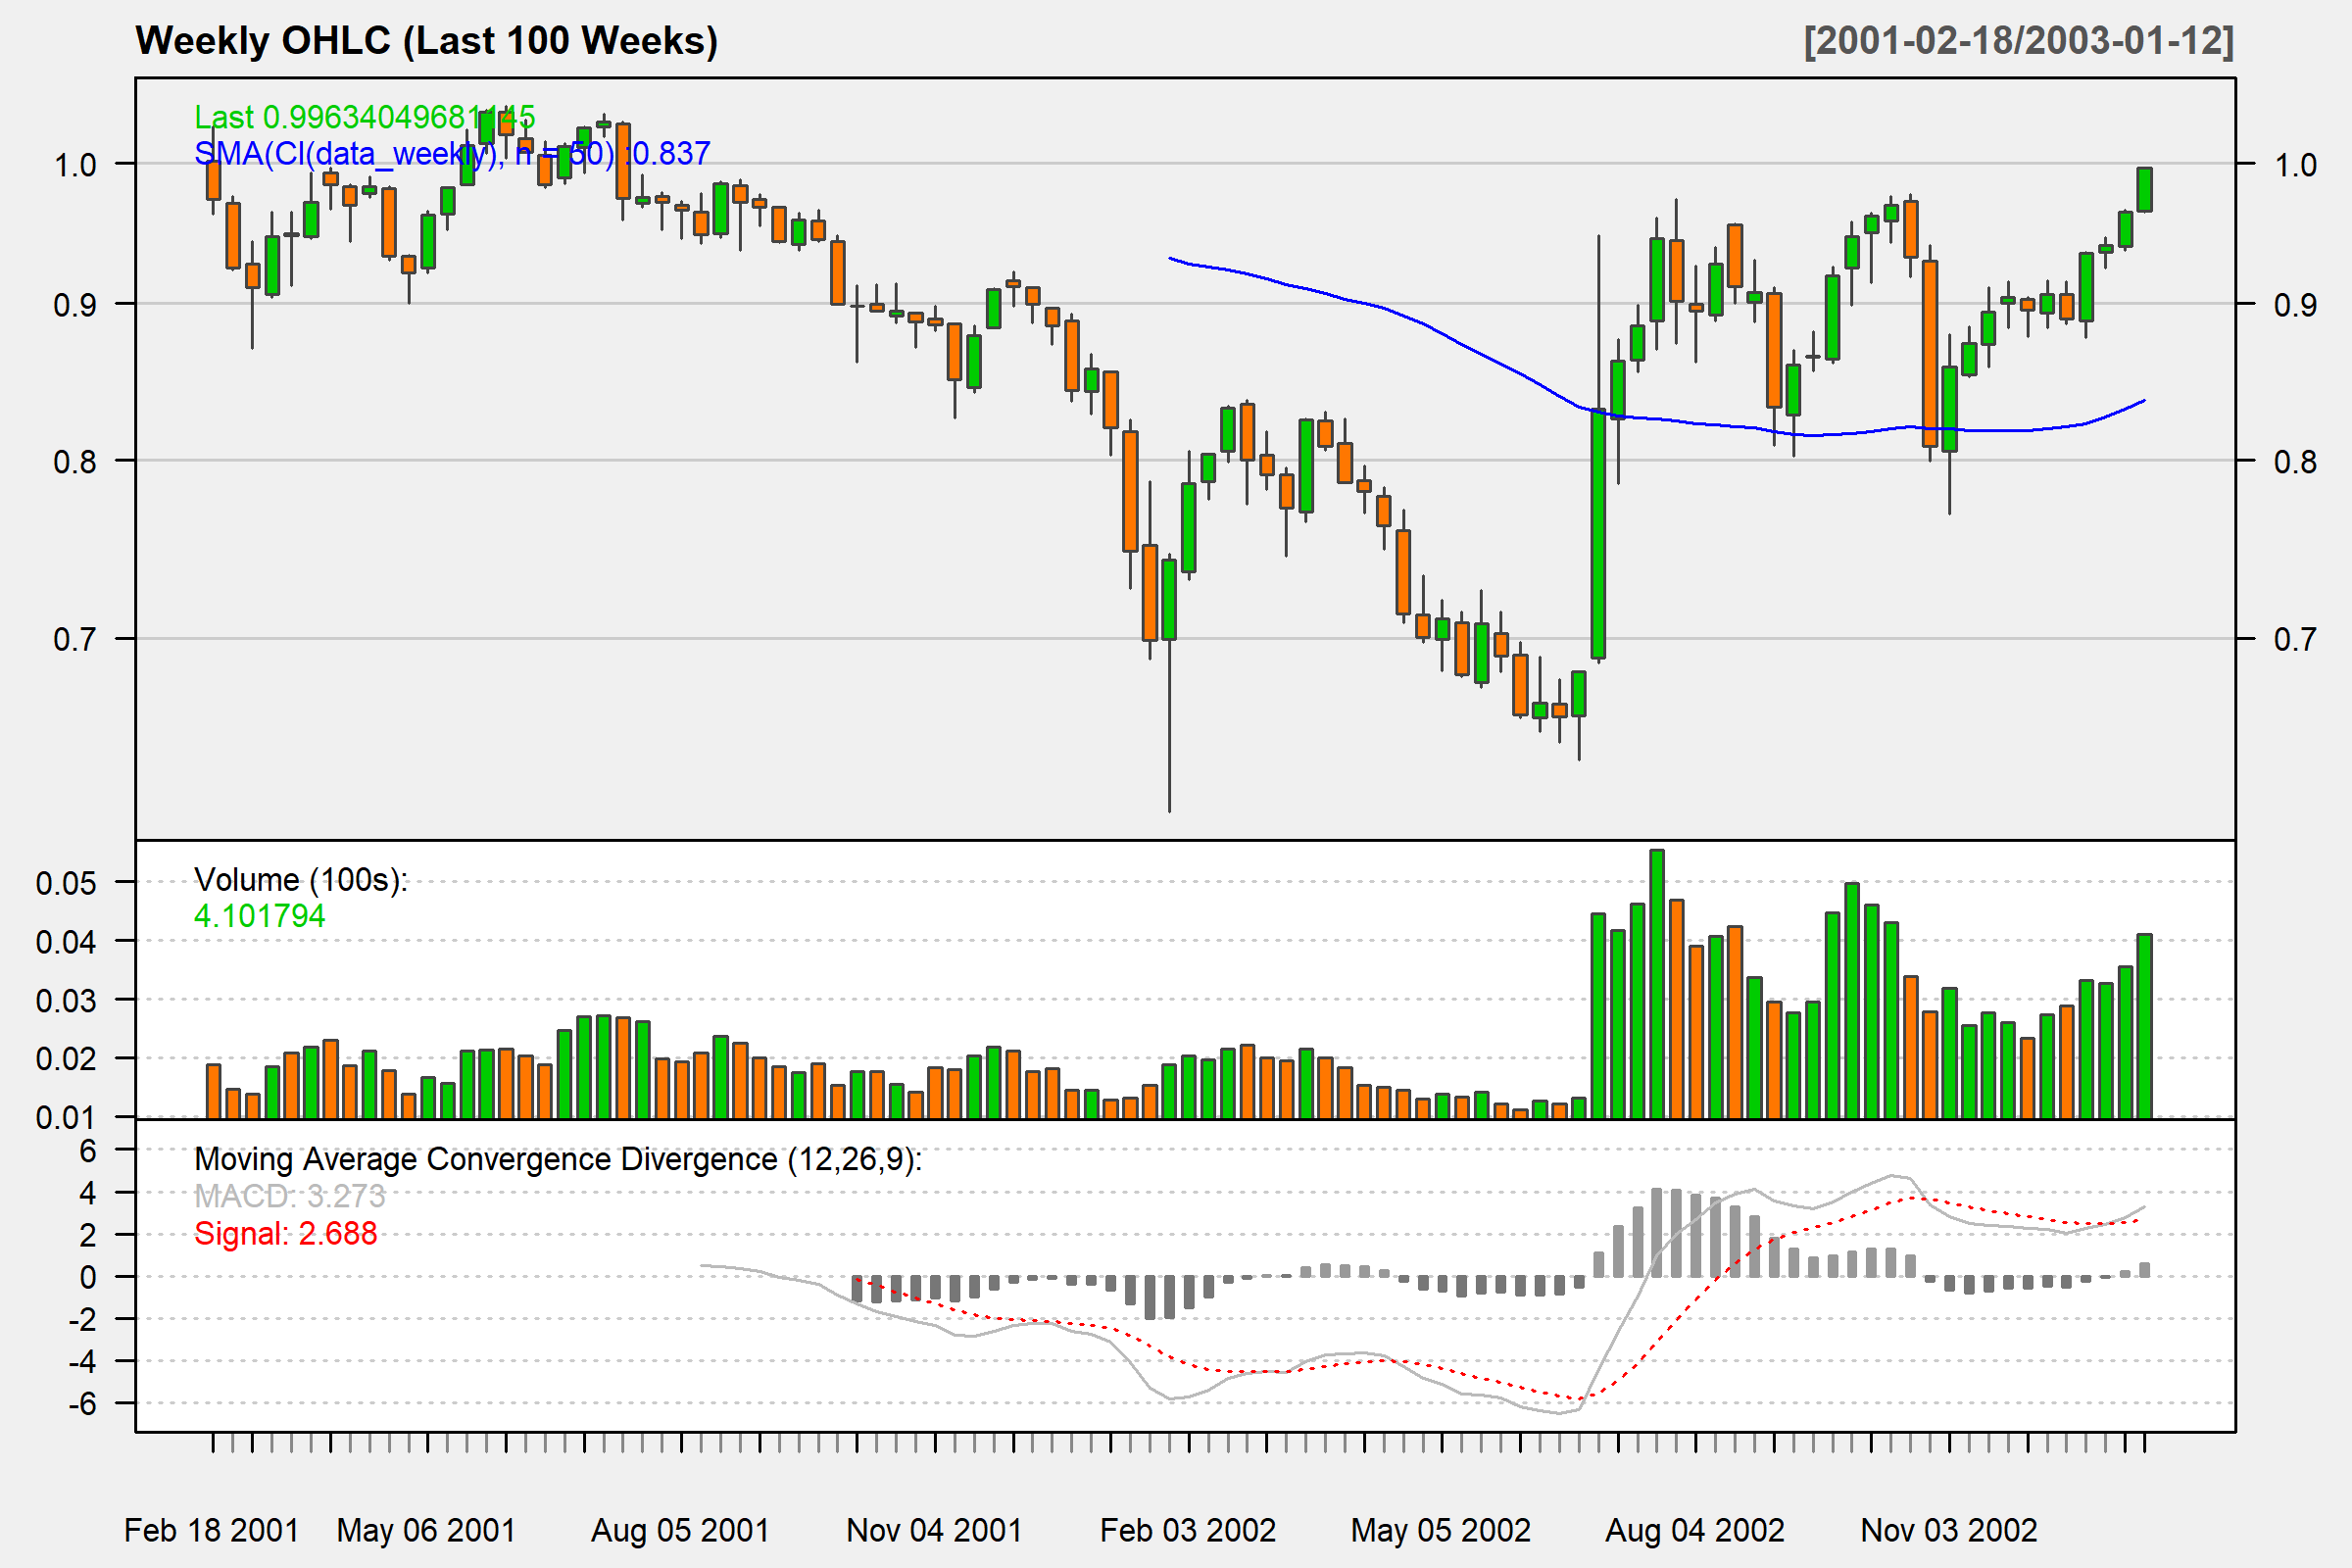 Weekly OHLC (Last 100 Weeks) [2001-02-18/2003-01-12]
Last 0.99634049681145
SMA(Cl(data_weekly), n = 50) :0.837
1.0 1.0
0.9 0.9
0.8 0.8
0.7 0.7
Volume (100s):
4.101794
0.05
0.04
0.03
0.02
0.01
Moving Average Convergence Divergence (12,26,9):
MACD: 3.273
Signal: 2.688
6
4
2
0
-2
-4
-6
Feb 18 2001 May 06 2001 Aug 05 2001 Nov 04 2001 Feb 03 2002 May 05 2002 Aug 04 2002 Nov 03 2002